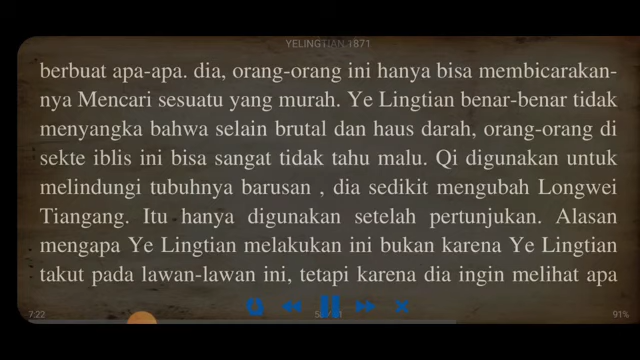 YELINGTIAN.1871
berbuat apa-apa. dia, orang-orang ini hanya bisa membicarakan-
nya Mencari sesuatu yang murah. Ye Lingtian benar-benar tidak
menyangka bahwa selain brutal dan haus darah, orang-orang di
sekte iblis ini bisa sangat tidak tahu malu. Qi digunakan untuk
melindungi tubuhnya barusan , dia sedikit mengubah Longwei
Tiangang. Itu hanya digunakan setelah pertunjukan. Alasan
mengapa Ye Lingtian melakukan ini bukan karena Ye Lingtian
takut pada lawan-lawan ini, tetapi karena dia ingin melihat apa
7:22
91%